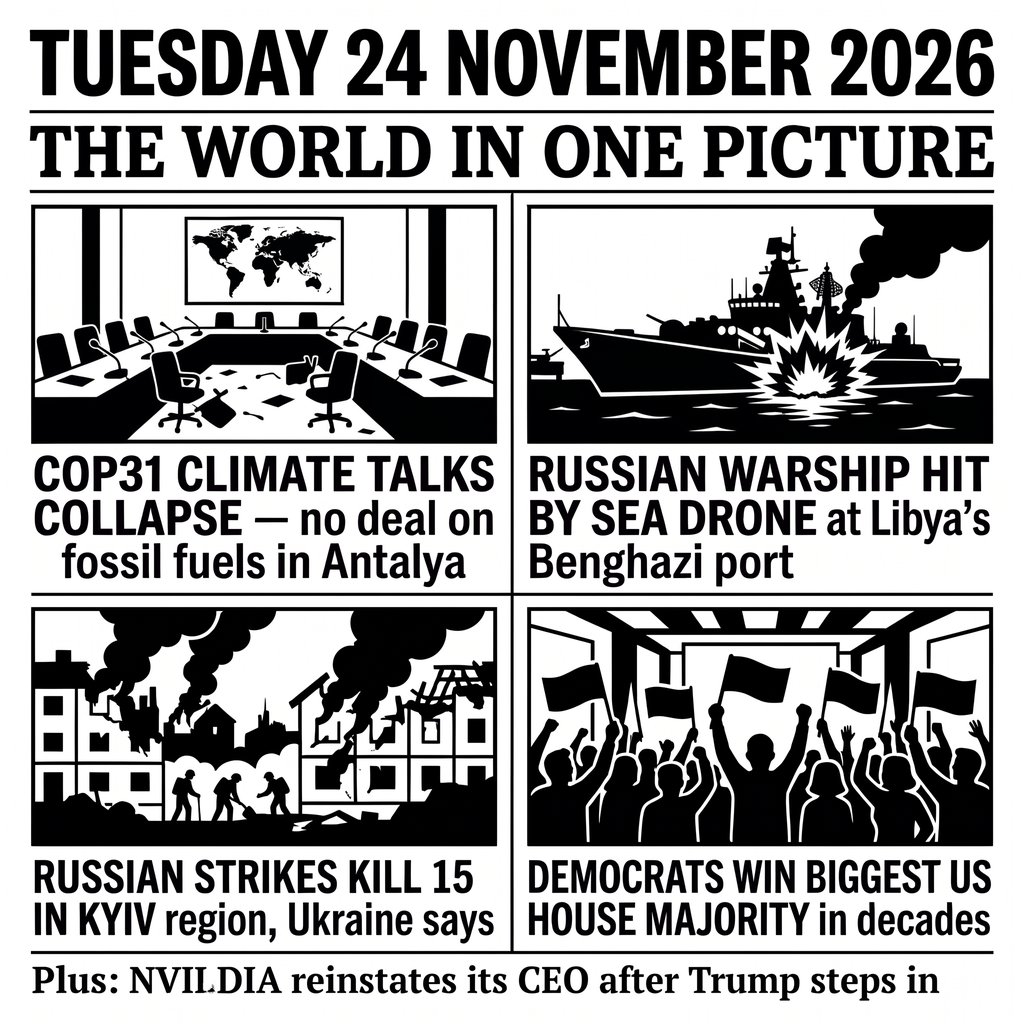 TUESDAY 24 NOVEMBER 2026
THE WORLD IN ONE PICTURE
COP31 CLIMATE TALKS
COLLAPSE — no deal on
fossil fuels in Antalya
RUSSIAN WARSHIP HIT
BY SEA DRONE at Libya’s
Benghazi port
RUSSIAN STRIKES KILL 15
IN KYIV region, Ukraine says
DEMOCRATS WIN BIGGEST US
HOUSE MAJORITY in decades
Plus: NVIL.DIA reinstates its CEO after Trump steps in